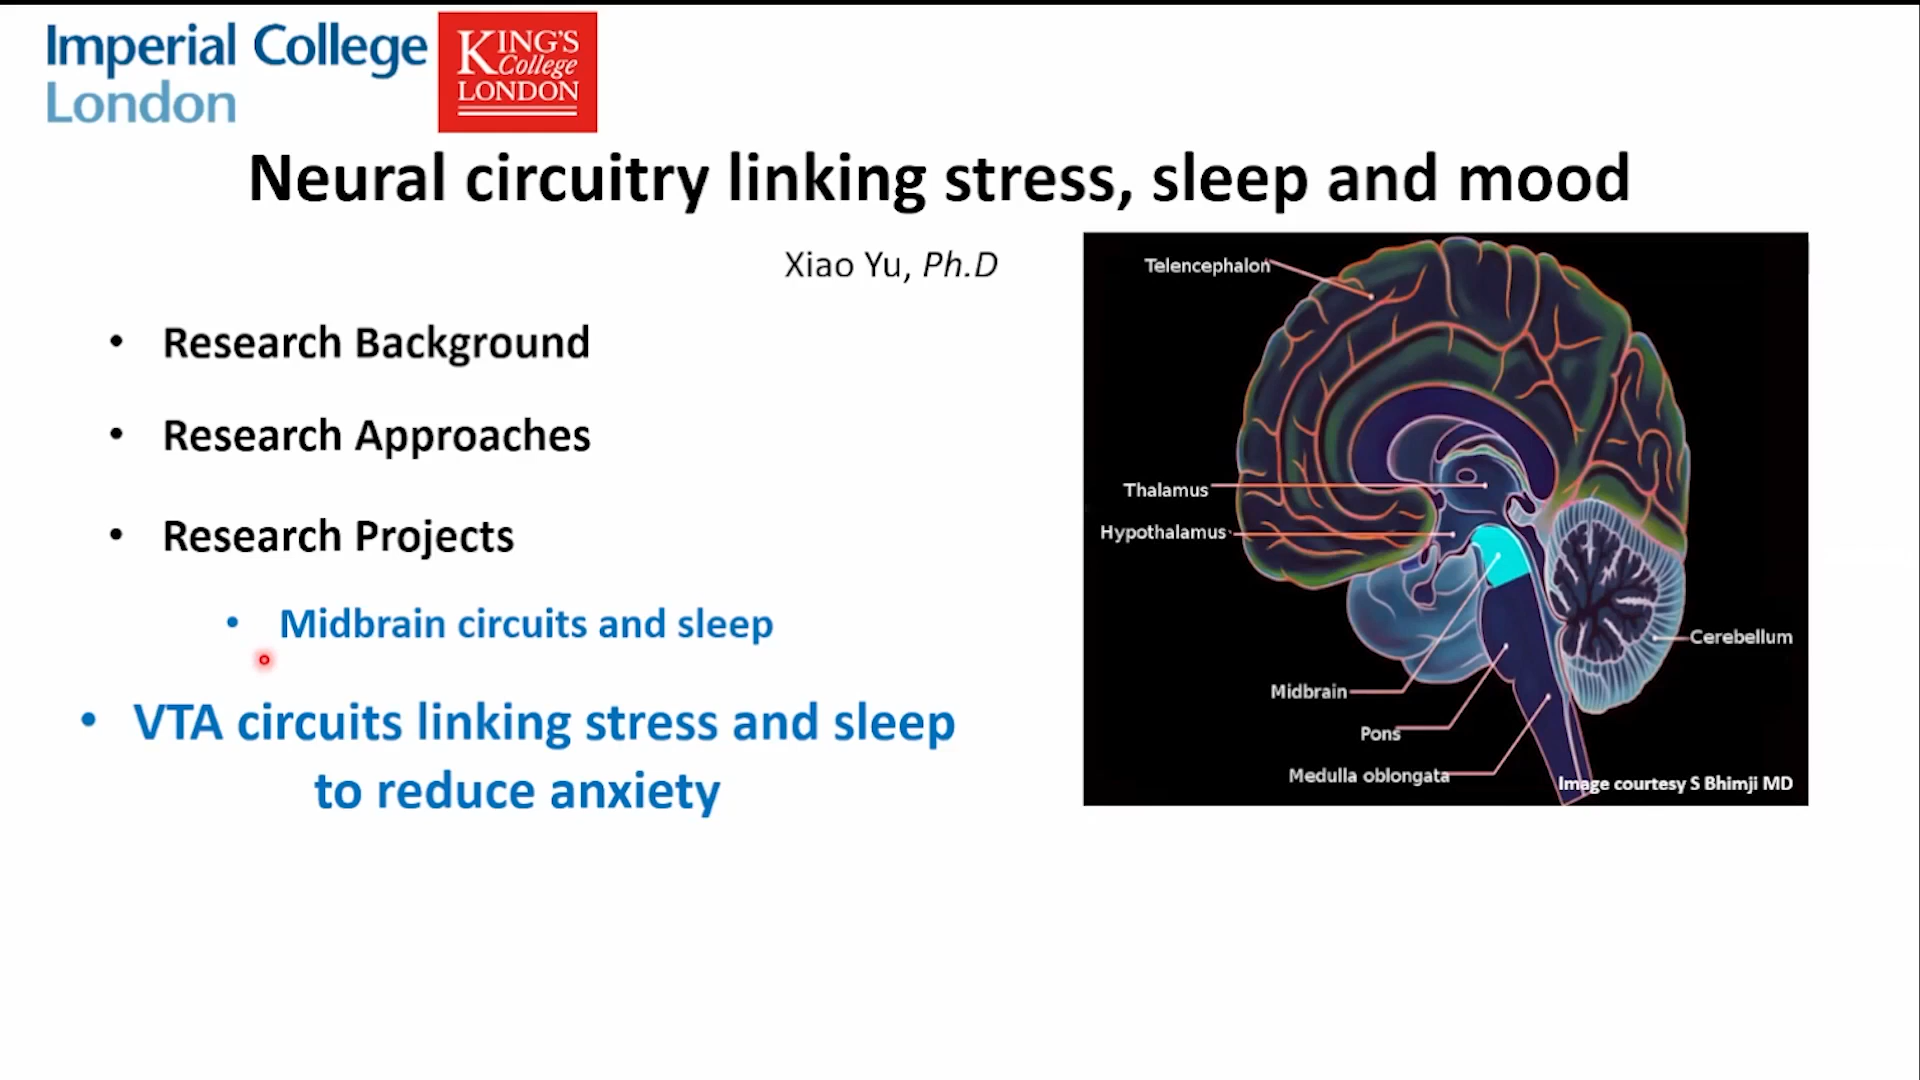 Imperial College
London
KING'S
College
LONDON
Neural circuitry linking stress, sleep and mood
Xiao Yu, Ph.D
• Research Background
• Research Approaches
• Research Projects
• Midbrain circuits and sleep
• VTA circuits linking stress and sleep
to reduce anxiety
Telencephalon
Thalamus
Hypothalamus
Cerebellum
Midbrain
Pons
Medulla oblongata
Image courtesy S Bhimji MD